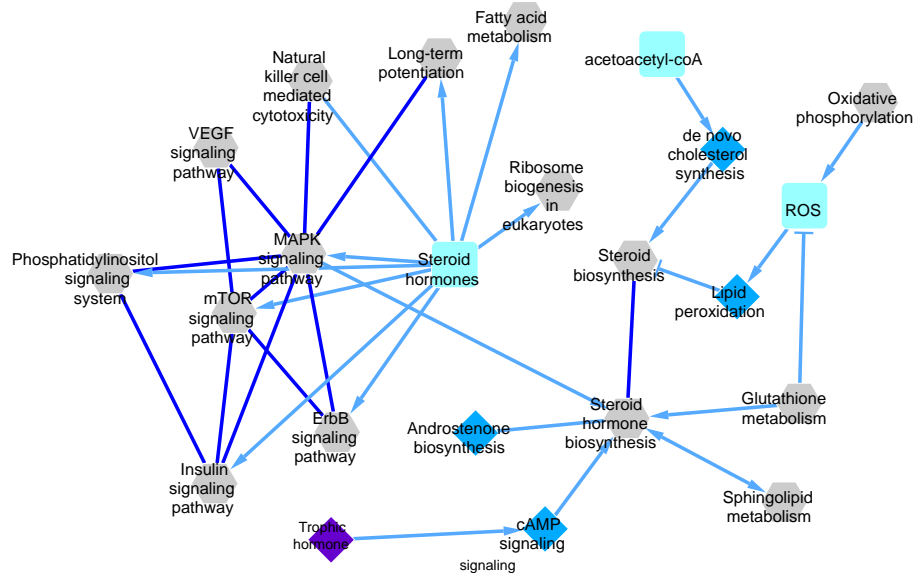 Fatty acid
metabolism
Natural
killer cell
mediated
cytotoxicity
Long-term
potentiation
acetoacetyl-coA
Oxidative
phosphorylation
VEGF
signaling
pathway
de novo
cholesterol
synthesis
Ribosome
biogenesis
in
eukaryotes
ROS
MAPK
signaling
pathway
Steroid
hormones
Steroid
biosynthesis
Phosphatidylinositol
signaling
system
mTOR
signaling
pathway
Lipid
peroxidation
ErbB
signaling
pathway
Androstenone
biosynthesis
Steroid
hormone
biosynthesis
Glutathione
metabolism
Insulin
signaling
pathway
Sphingolipid
metabolism
Trophic
hormone
cAMP
signaling
signaling